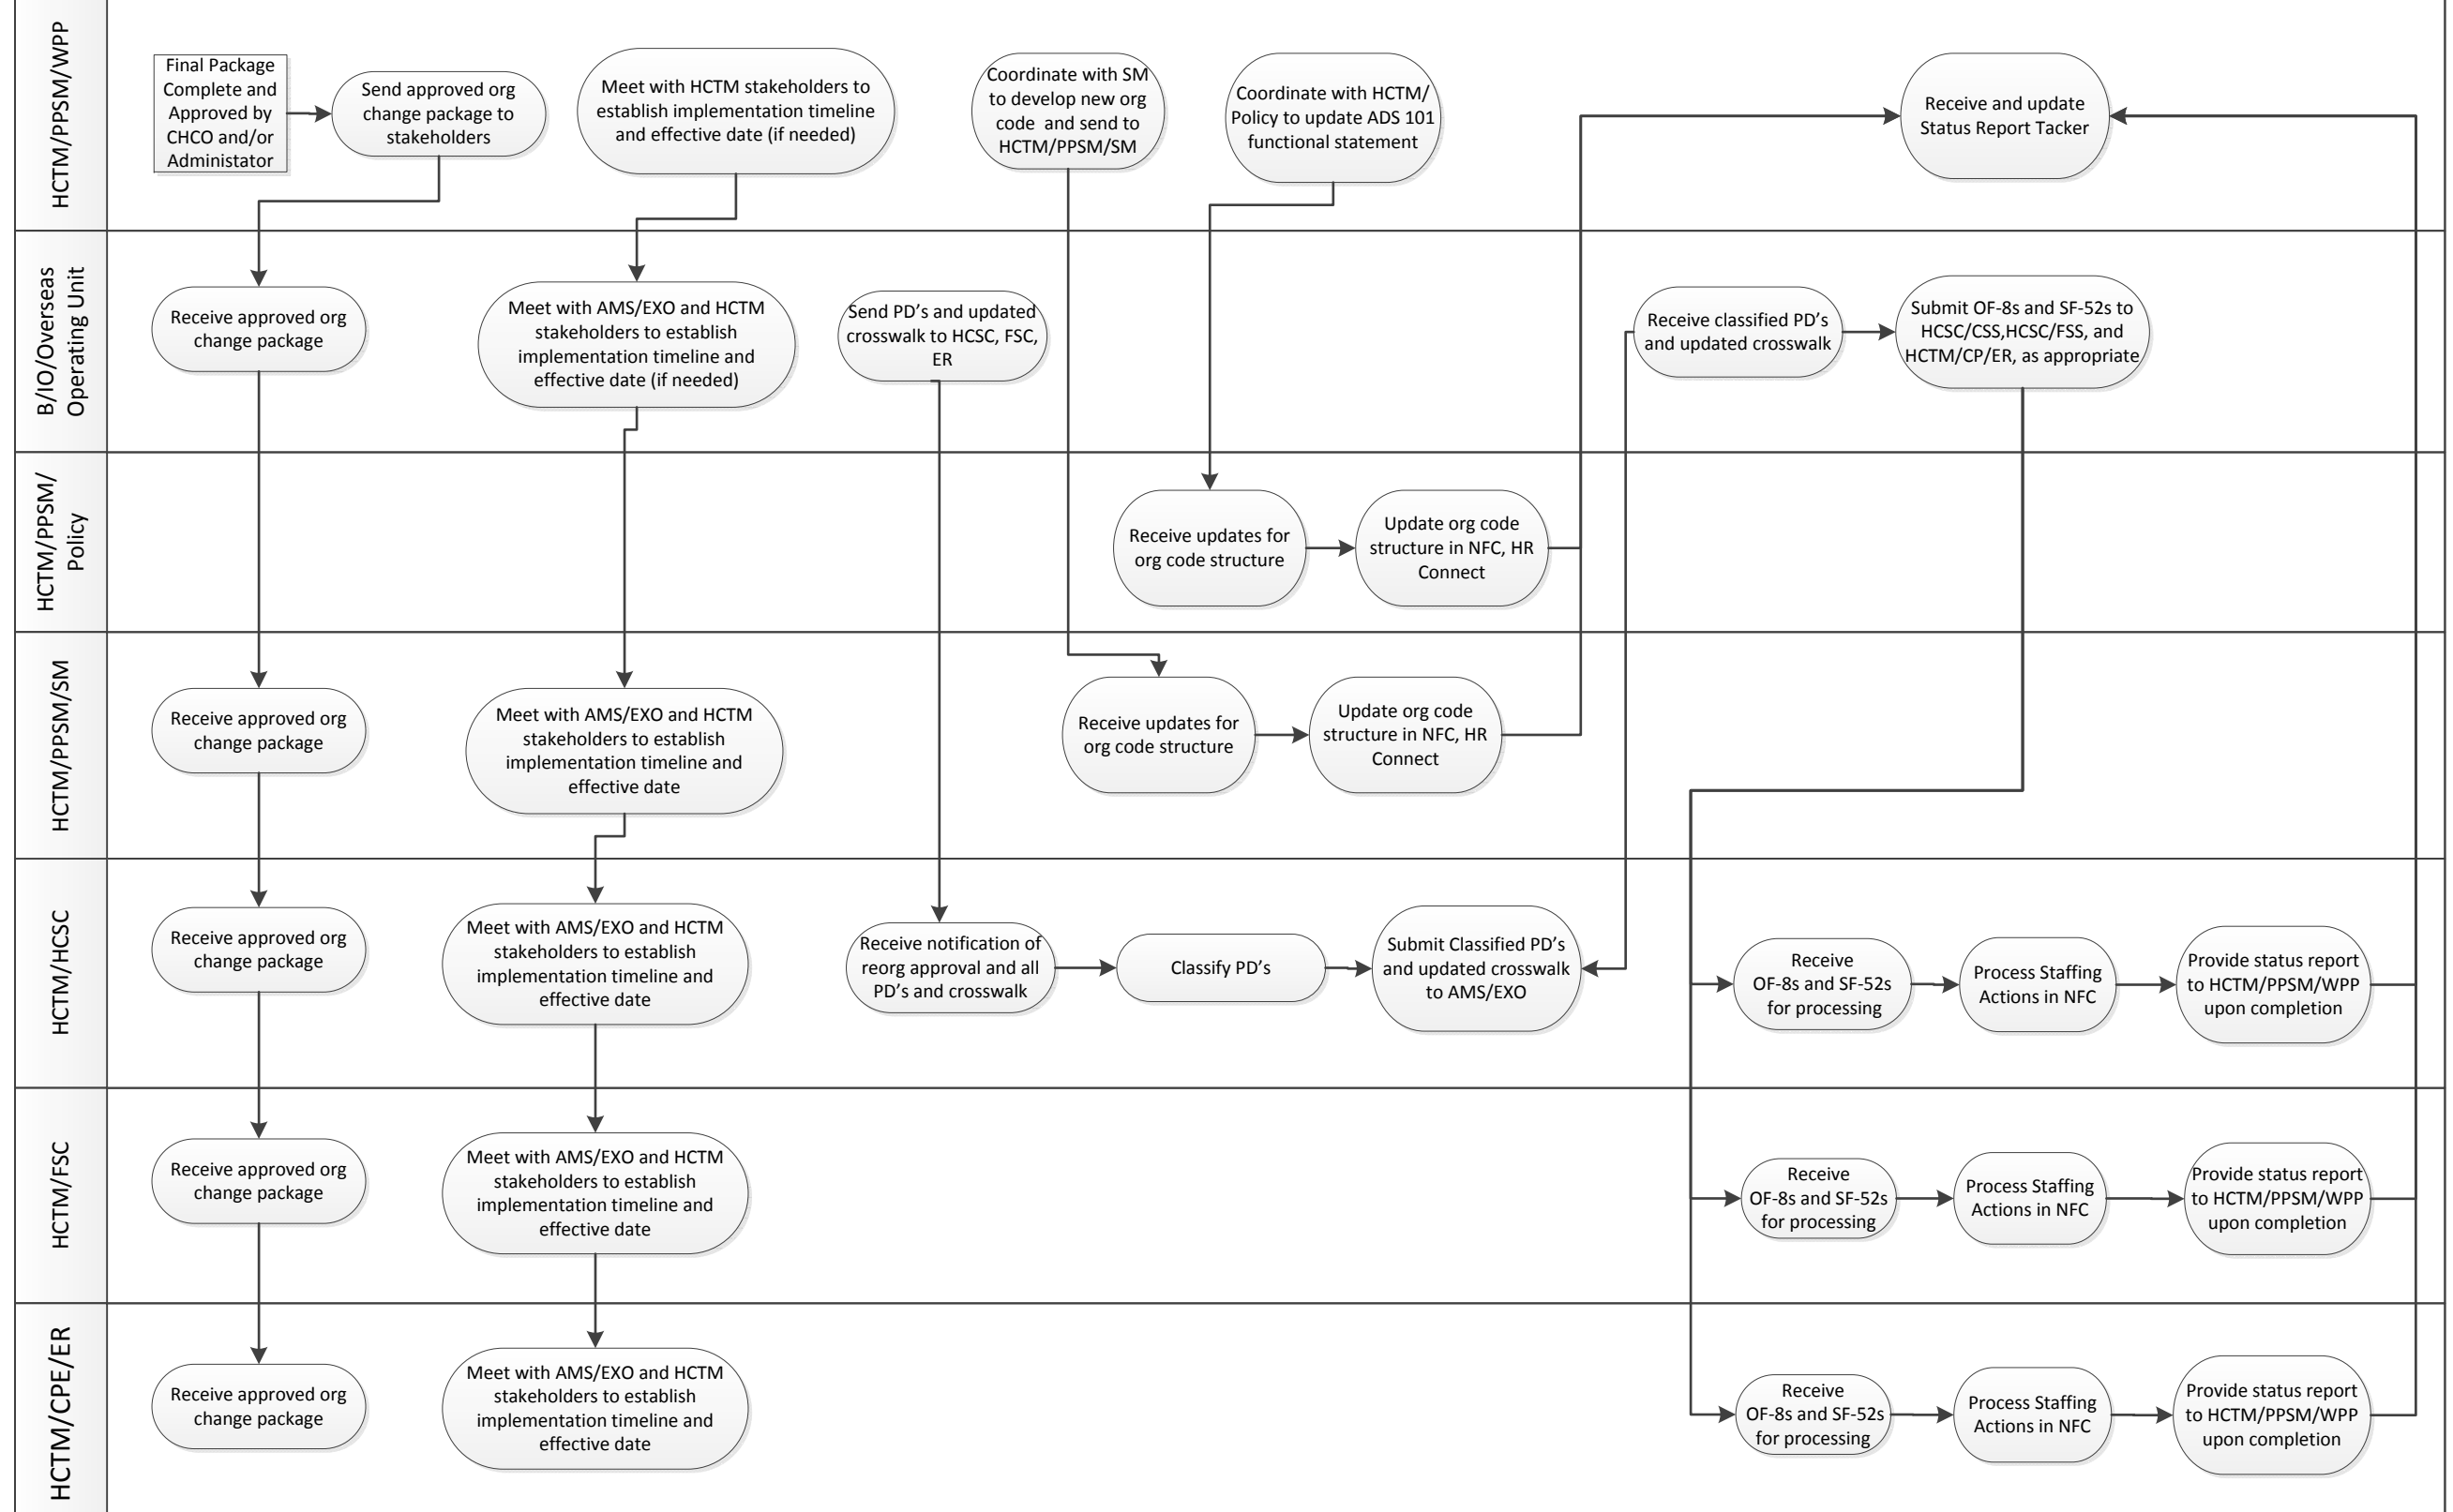 HCTM/PPSM/WPP
Final Package
Complete and
Approved by
CHCO and/or
Administator
Send approved org
change package to
stakeholders
Meet with HCTM stakeholders to
establish implementation timeline
and effective date (if needed)
Coordinate with SM
to develop new org
code and send to
HCTM/PPSM/SM
Coordinate with HCTM/
Policy to update ADS 101
functional statement
Receive and update
Status Report Tacker
B/IO/Overseas
Operating Unit
Receive approved org
change package
Meet with AMS/EXO and HCTM
stakeholders to establish
implementation timeline and
effective date (if needed)
Send PD's and updated
crosswalk to HCSC, FSC,
ER
Receive classified PD's
and updated crosswalk
Submit OF-8s and SF-52s to
HCSC/CSS,HCSC/FSS, and
HCTM/CP/ER, as appropriate
HCTM/PPSM/
Policy
Receive updates for
org code structure
Update org code
structure in NFC, HR
Connect
HCTM/PPSM/SM
Receive approved org
change package
Meet with AMS/EXO and HCTM
stakeholders to establish
implementation timeline and
effective date
Receive updates for
org code structure
Update org code
structure in NFC, HR
Connect
HCTM/HCSC
Receive approved org
change package
Meet with AMS/EXO and HCTM
stakeholders to establish
implementation timeline and
effective date
Receive notification of
reorg approval and all
PD's and crosswalk
Classify PD's
Submit Classified PD's
and updated crosswalk
to AMS/EXO
Receive
OF-8s and SF-52s
for processing
Process Staffing
Actions in NFC
Provide status report
to HCTM/PPSM/WPP
upon completion
HCTM/FSC
Receive approved org
change package
Meet with AMS/EXO and HCTM
stakeholders to establish
implementation timeline and
effective date
Receive
OF-8s and SF-52s
for processing
Process Staffing
Actions in NFC
Provide status report
to HCTM/PPSM/WPP
upon completion
HCTM/CPE/ER
Receive approved org
change package
Meet with AMS/EXO and HCTM
stakeholders to establish
implementation timeline and
effective date
Receive
OF-8s and SF-52s
for processing
Process Staffing
Actions in NFC
Provide status report
to HCTM/PPSM/WPP
upon completion